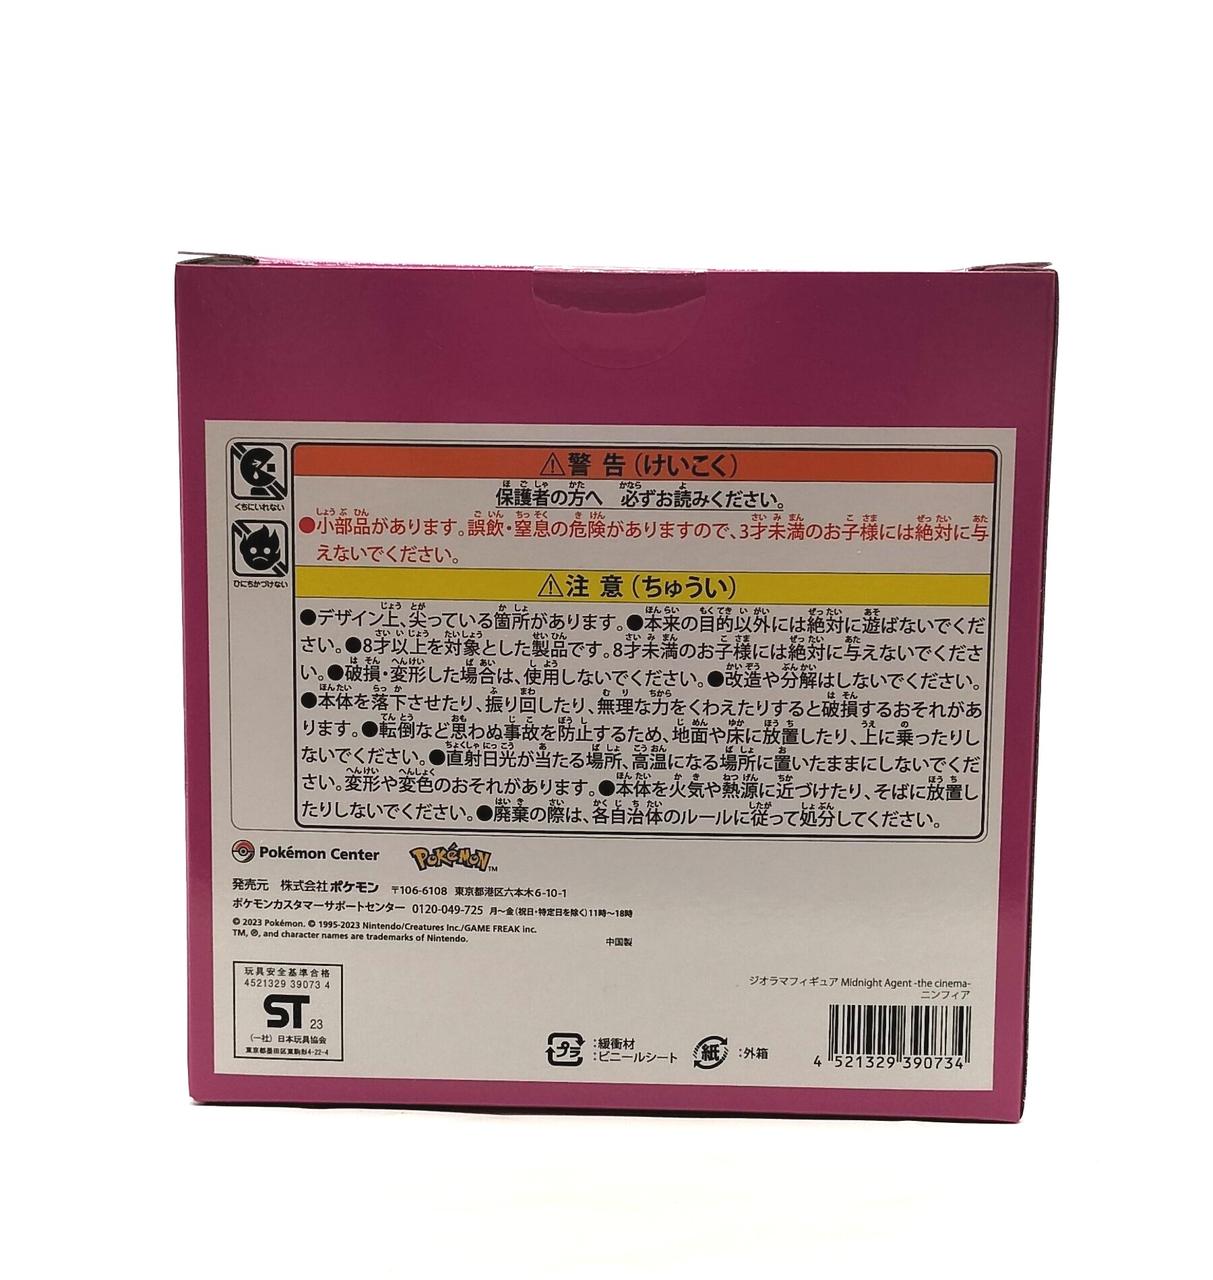 くちにいれない
ひにちかづけない
⚠警 告(けいこく)
保護者の方へ 必ずお読みください。
●小部品があります。誤飲・窒息の危険がありますので、3才未満のお子様には絶対に与
えないでください。
⚠注 意(ちゅうい)
●デザイン上、尖っている箇所があります。●本来の目的以外には絶対に遊ばないでくだ
さい。●8才以上を対象とした製品です。8才未満のお子様には絶対に与えないでくださ
い。●破損・変形した場合は、使用しないでください。●改造や分解はしないでください。
●本体を落下させたり、振り回したり、無理な力をくわえたりすると破損するおそれがあ
ります。●転倒など思わぬ事故を防止するため、地面や床に放置したり、上に乗ったりし
ないでください。●直射日光が当たる場所、高温になる場所に置いたままにしないでくだ
さい。変形や変色のおそれがあります。●本体を火気や熱源に近づけたり、そばに放置し
たりしないでください。●廃棄の際は、各自治体のルールに従って処分してください。
Pokémon Center POKéMON™
発売元 株式会社ポケモン 〒106-6108 東京都港区六本木6-10-1
ポケモンカスタマーサポートセンター 0120-049-725 月～金(祝日・特定日を除く)11時～18時
© 2023 Pokémon. © 1995-2023 Nintendo/Creatures Inc./GAME FREAK inc.
TM, ®, and character names are trademarks of Nintendo.
中国製
玩具安全基準合格
4521329 39073 4
ST 23
(一社) 日本玩具協会
東京都墨田区東駒形4-22-4
プラ :緩衝材
:ビニールシート
紙 :外箱
ジオラマフィギュア Midnight Agent -the cinema-
ニンフィア
4 521329 390734